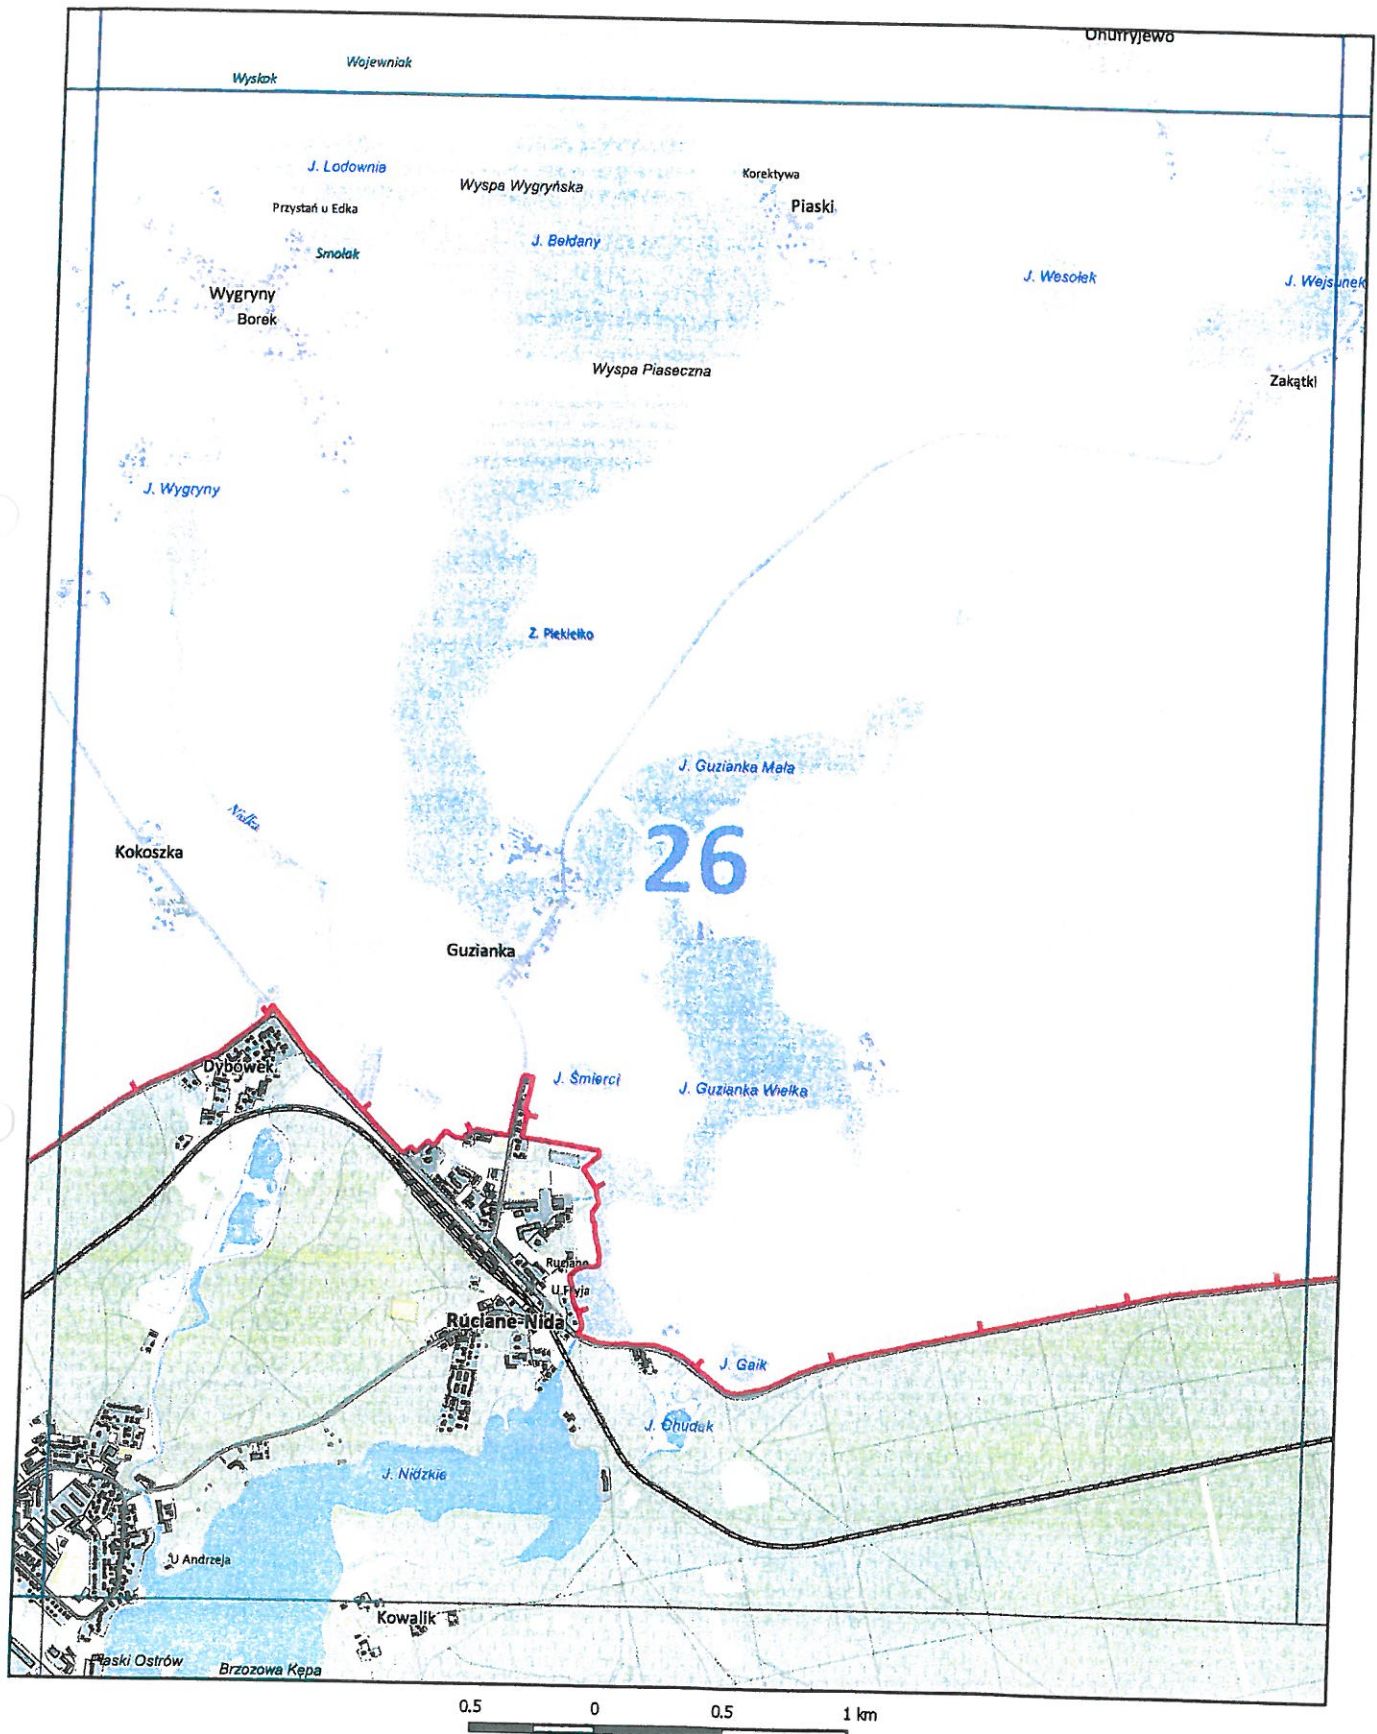 Onufryjewo
Wojewniak
Wyskok
J. Lodownia
Wyspa Wygryńska
Korektywa
Przystań u Edka
Piaski
J. Bełdany
Smolak
J. Wesołek
J. Wejsunek
Wygryny
Borek
Wyspa Piaseczna
Zakątki
J. Wygryny
Z. Piekiełko
J. Guzianka Mała
Nidka
26
Kokoszka
Guzianka
Dybówek
J. Śmierci
J. Guzianka Wielka
Ruciane
U Fryja
Ruciane-Nida
J. Gaik
J. Chudek
J. Nidzkie
U Andrzeja
Kowalik
Piaski Ostrów
Brzozowa Kępa
0.5 0 0.5 1 km